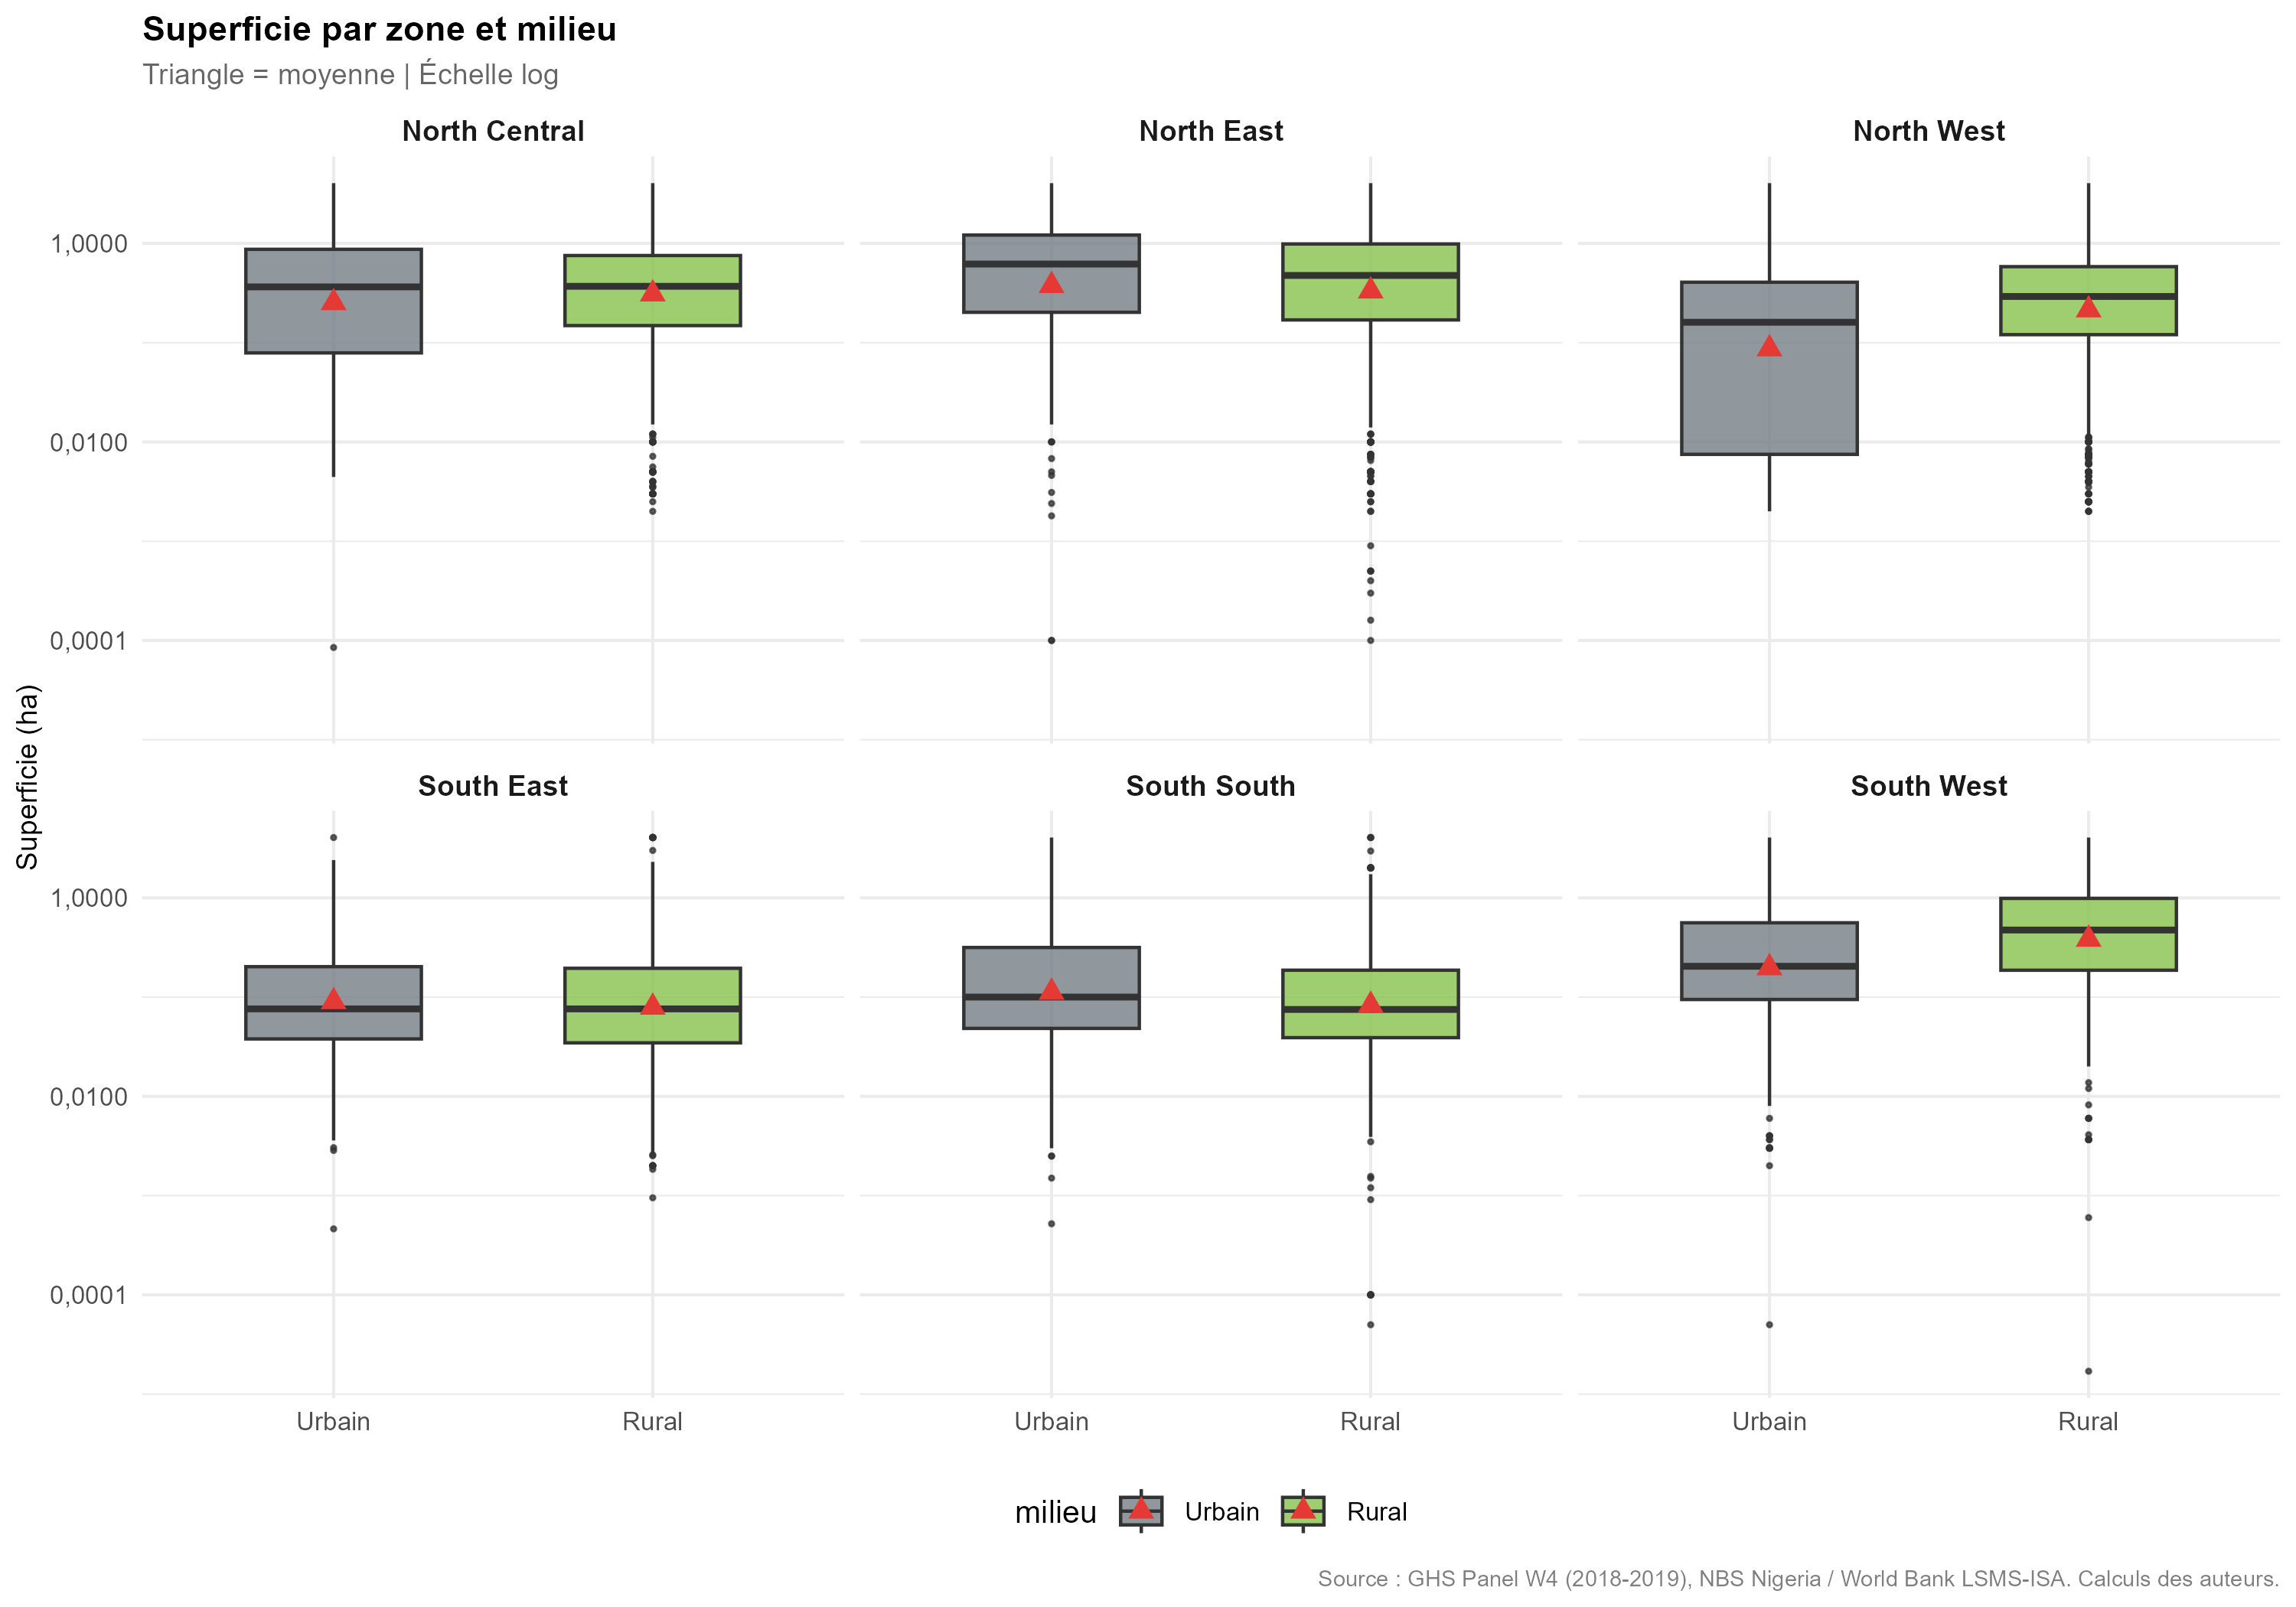 Superficie par zone et milieu
Triangle = moyenne | Échelle log
North Central
North East
North West
1,0000
0,0100
0,0001
Superficie (ha)
South East
South South
South West
1,0000
0,0100
0,0001
Urbain
Rural
Urbain
Rural
Urbain
Rural
milieu Urbain Rural
Source : GHS Panel W4 (2018-2019), NBS Nigeria / World Bank LSMS-ISA. Calculs des auteurs.